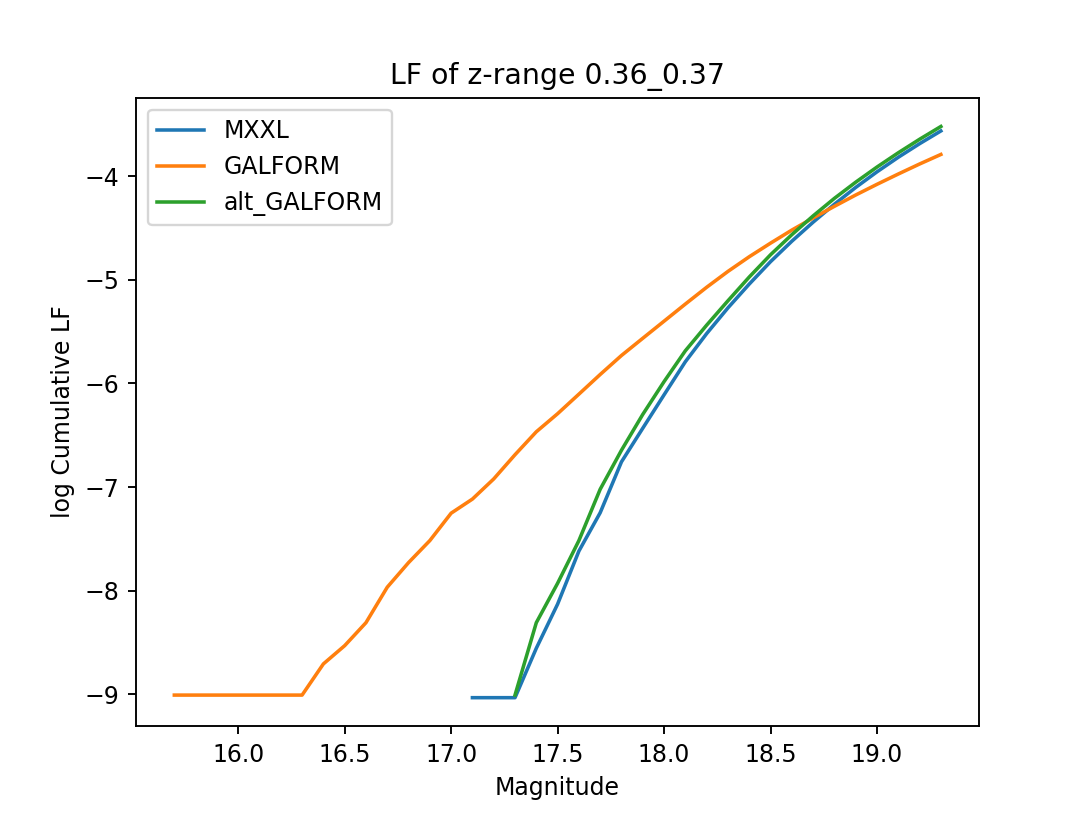 LF of z-range 0.36_0.37
MXXL
GALFORM
alt_GALFORM
−4
−5
−6
−7
−8
−9
log Cumulative LF
16.0 16.5 17.0 17.5 18.0 18.5 19.0
Magnitude